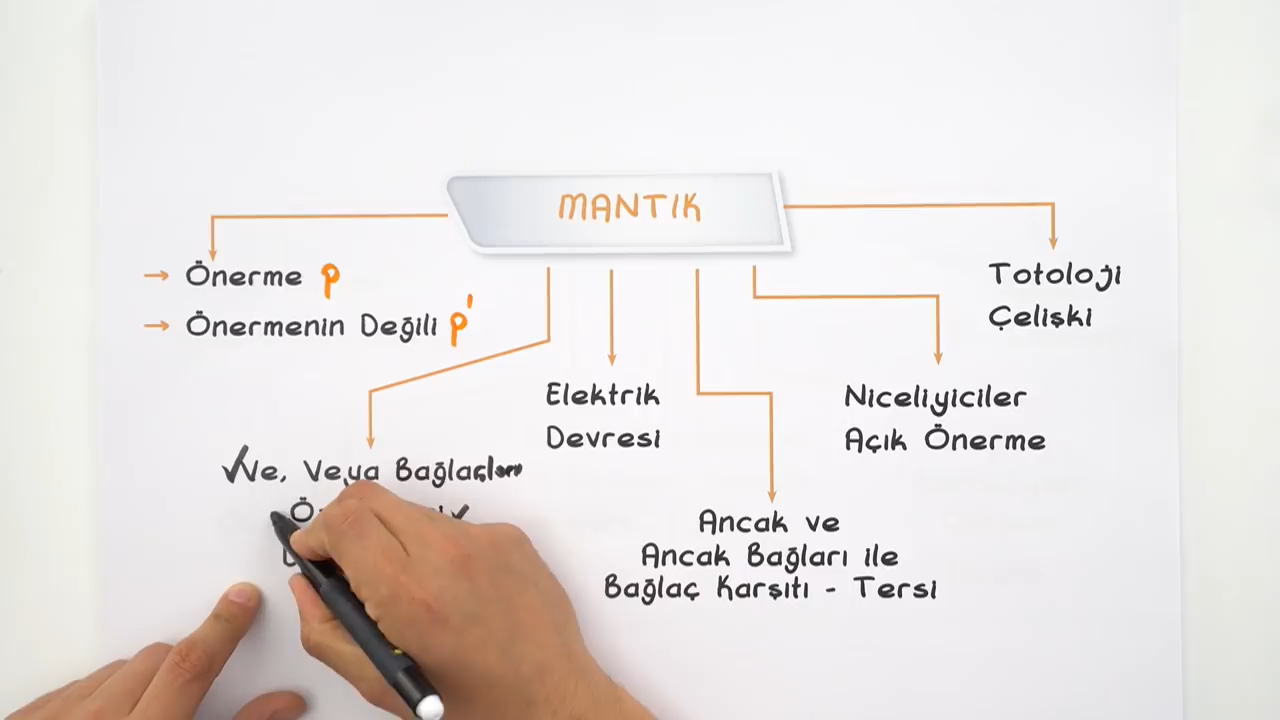 MANTIK
→ Önerme p
→ Önermenin Değili p'
Ve, Veya Bağlaçları
Elektrik
Devresi
Ancak ve
Ancak Bağları ile
Bağlaç Karşıtı - Tersi
Niceliyiciler
Açık Önerme
Totoloji
Çelişki